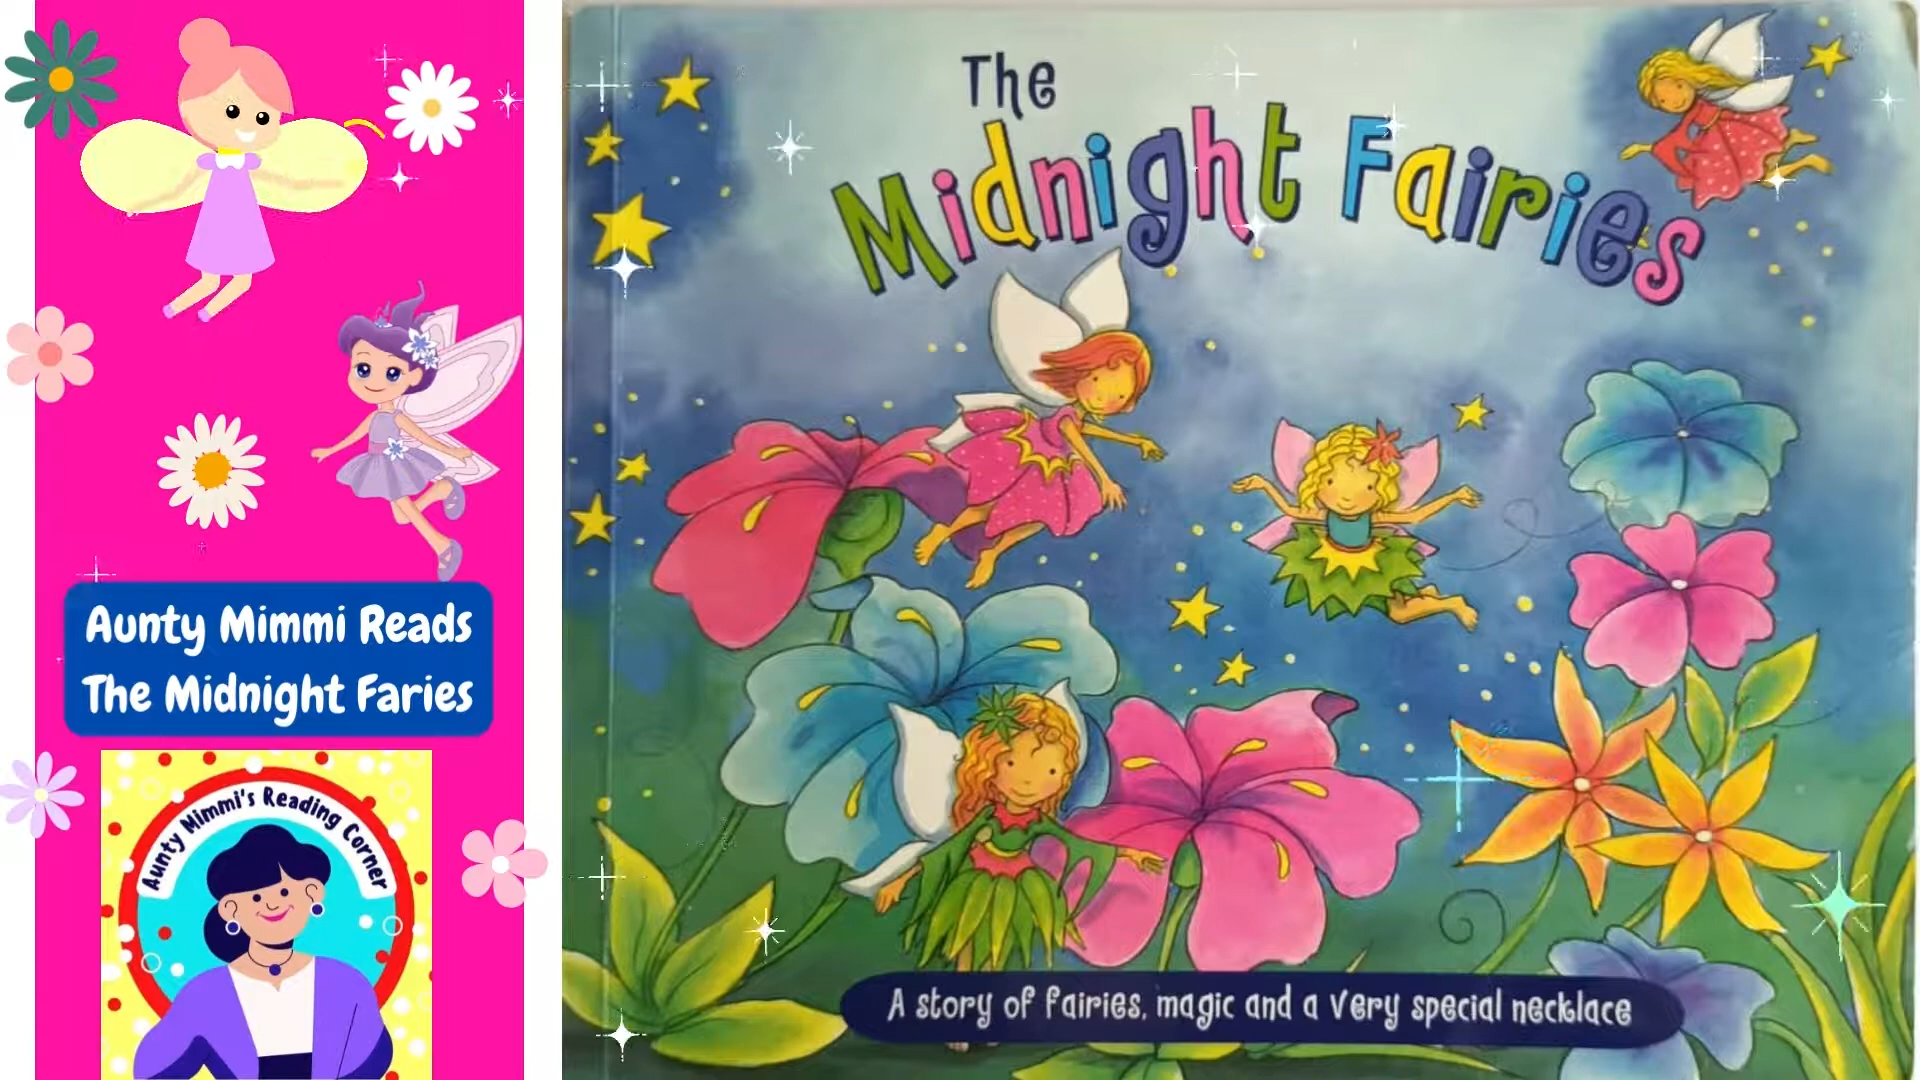 Aunty Mimmi Reads
The Midnight Faries
Aunty Mimmi's Reading Corner
The
Midnight Fairies
A story of fairies, magic and a very special necklace